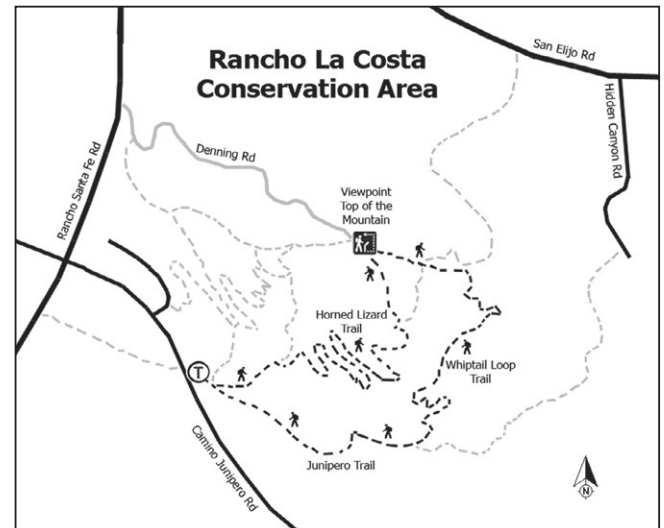 Rancho La Costa
Conservation Area
San Elijo Rd
Hidden Canyon Rd
Rancho Santa Fe Rd
Denning Rd
Viewpoint
Top of the
Mountain
Horned Lizard
Trail
Whiptail Loop
Trail
T
Junipero Trail
Camino Junipero Rd
N